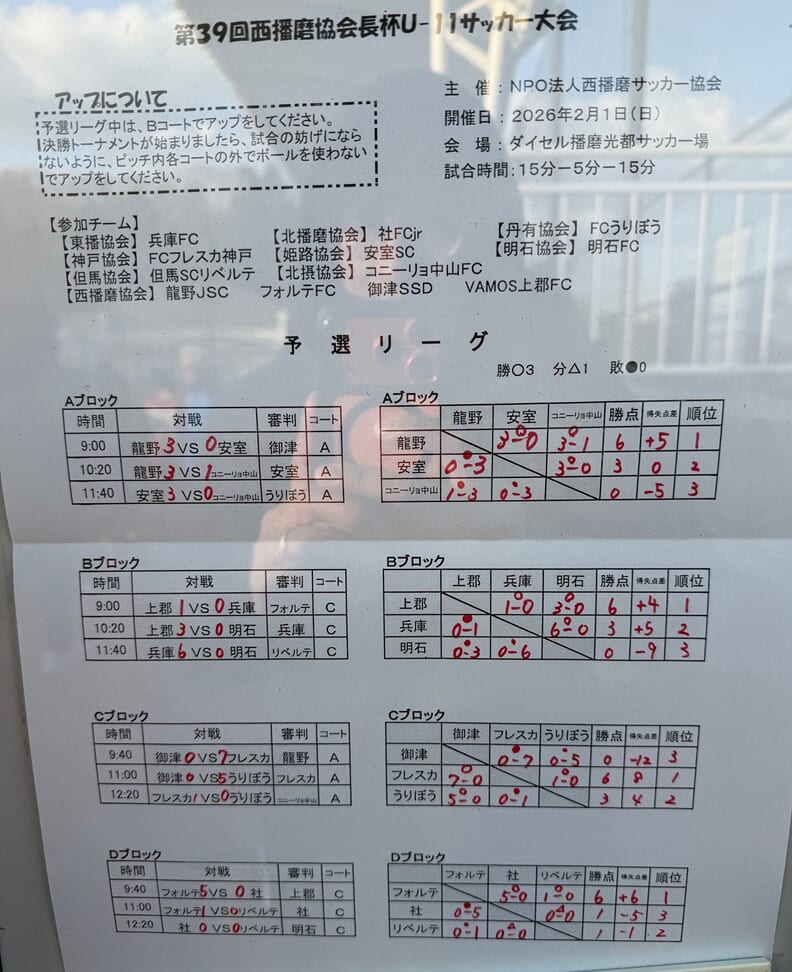 第39回西播磨協会長杯U-11サッカー大会
アップについて
予選リーグ中は、Bコートでアップをしてください。
決勝トーナメントが始まりましたら、試合の妨げになら
ないように、ピッチ内各コートの外でボールを使わない
でアップをしてください。
主 催：NPO法人西播磨サッカー協会
開催日：2026年2月1日(日)
会 場：ダイセル播磨光都サッカー場
試合時間：15分－5分－15分
【参加チーム】
【東播協会】 兵庫FC 【北播磨協会】 社FCjr 【丹有協会】 FCうりぼう
【神戸協会】 FCフレスカ神戸 【姫路協会】 安室SC 【明石協会】 明石FC
【但馬協会】 但馬SCリベルテ 【北摂協会】 コニーリョ中山FC
【西播磨協会】 龍野JSC フォルテFC 御津SSD VAMOS上郡FC
予 選 リ ー グ
勝○3 分△1 敗●0
Aブロック
時間 対戦 審判 コート
9:00 龍野 3 VS 0 安室 御津 A
10:20 龍野 3 VS 1 コニーリョ中山 安室 A
11:40 安室 3 VS 0 コニーリョ中山 うりぼう A
Aブロック
龍野 安室 コニーリョ中山 勝点 得失点差 順位
龍野 ○ 3-0 ○ 3-1 6 +5 1
安室 ● 0-3 ○ 3-0 3 0 2
コニーリョ中山 ● 1-3 ● 0-3 0 -5 3
Bブロック
時間 対戦 審判 コート
9:00 上郡 1 VS 0 兵庫 フォルテ C
10:20 上郡 3 VS 0 明石 兵庫 C
11:40 兵庫 6 VS 0 明石 リベルテ C
Bブロック
上郡 兵庫 明石 勝点 得失点差 順位
上郡 ○ 1-0 ○ 3-0 6 +4 1
兵庫 ● 0-1 ○ 6-0 3 +5 2
明石 ● 0-3 ● 0-6 0 -9 3
Cブロック
時間 対戦 審判 コート
9:40 御津 0 VS 7 フレスカ 龍野 A
11:00 御津 0 VS 5 うりぼう フレスカ A
12:20 フレスカ 1 VS 0 うりぼう コニーリョ中山 A
Cブロック
御津 フレスカ うりぼう 勝点 得失点差 順位
御津 ● 0-7 ● 0-5 0 -12 3
フレスカ ○ 7-0 ○ 1-0 6 8 1
うりぼう ○ 5-0 ● 0-1 3 4 2
Dブロック
時間 対戦 審判 コート
9:40 フォルテ 5 VS 0 社 上郡 C
11:00 フォルテ 1 VS 0 リベルテ 社 C
12:20 社 0 VS 0 リベルテ 明石 C
Dブロック
フォルテ 社 リベルテ 勝点 得失点差 順位
フォルテ ○ 5-0 ○ 1-0 6 +6 1
社 ● 0-5 △ 0-0 1 -5 3
リベルテ ● 0-1 △ 0-0 1 -1 2